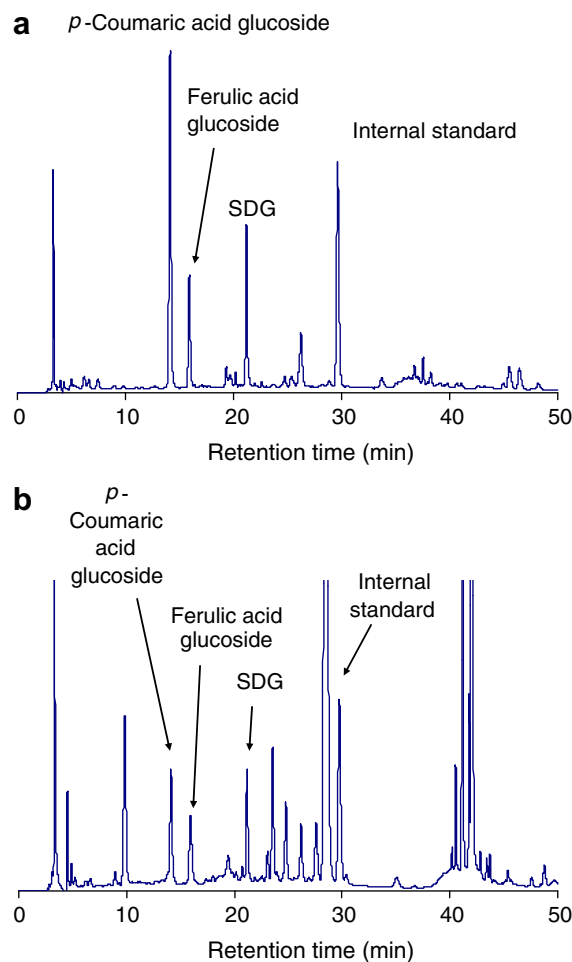 a
p-Coumaric acid glucoside
Ferulic acid
glucoside
Internal standard
SDG
0 10 20 30 40 50
Retention time (min)
b
p-
Coumaric
acid
glucoside
Ferulic acid
glucoside
SDG
Internal
standard
0 10 20 30 40 50
Retention time (min)